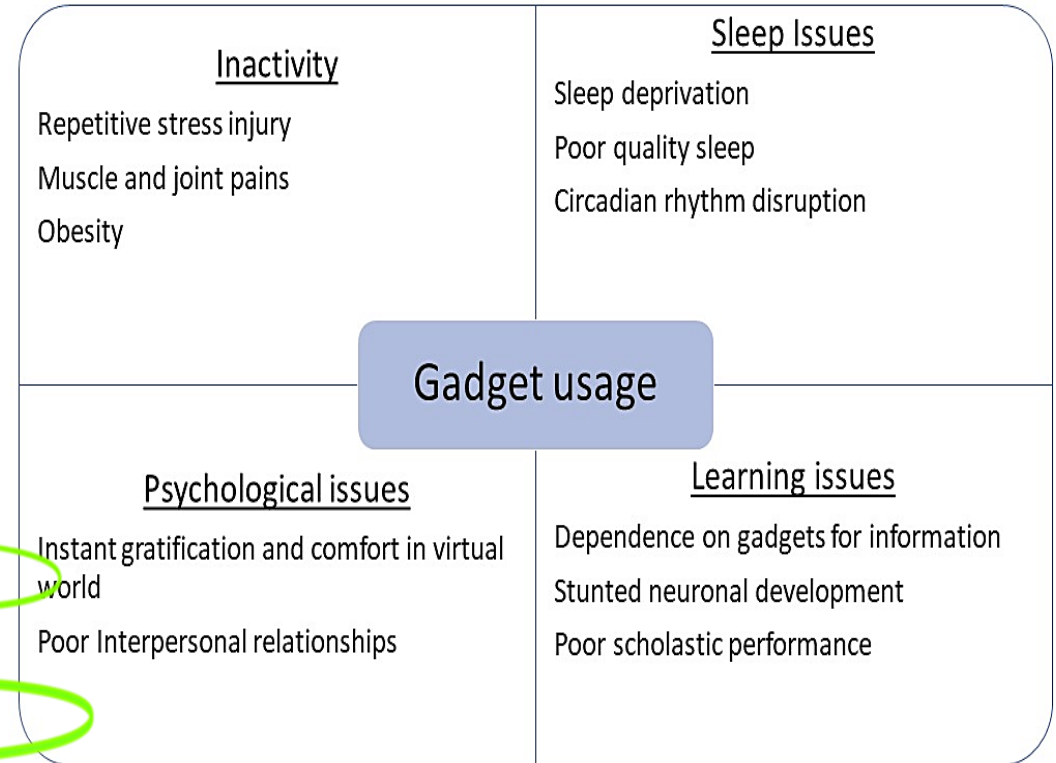 Inactivity
Repetitive stress injury
Muscle and joint pains
Obesity
Sleep Issues
Sleep deprivation
Poor quality sleep
Circadian rhythm disruption
Gadget usage
Psychological issues
Instant gratification and comfort in virtual
world
Poor Interpersonal relationships
Learning issues
Dependence on gadgets for information
Stunted neuronal development
Poor scholastic performance